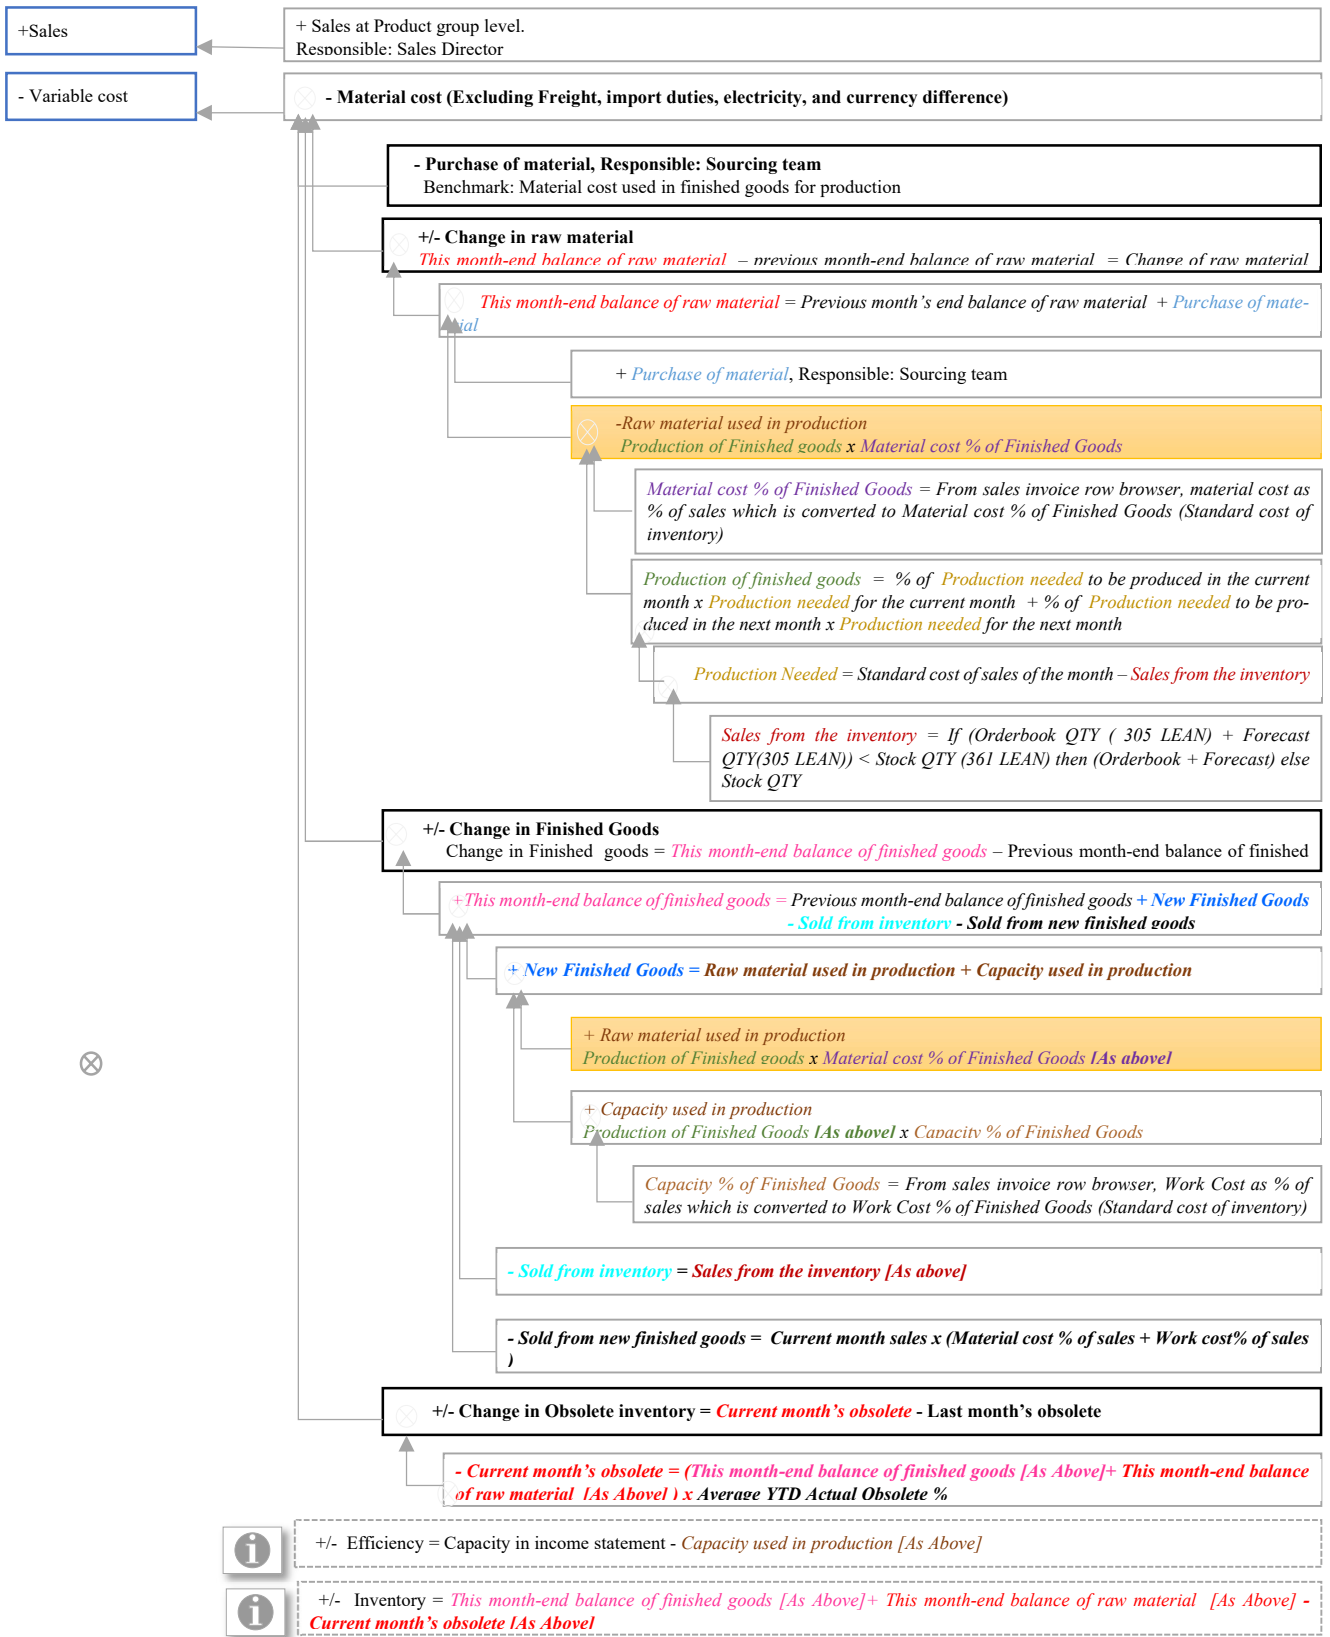 +Sales
+ Sales at Product group level.
Responsible: Sales Director
- Variable cost
- Material cost (Excluding Freight, import duties, electricity, and currency difference)
- Purchase of material, Responsible: Sourcing team
Benchmark: Material cost used in finished goods for production
+/- Change in raw material
This month-end balance of raw material – previous month-end balance of raw material = Change of raw material
This month-end balance of raw material = Previous month's end balance of raw material + Purchase of mate-
rial
+ Purchase of material, Responsible: Sourcing team
-Raw material used in production
Production of Finished goods x Material cost % of Finished Goods
Material cost % of Finished Goods = From sales invoice row browser, material cost as
% of sales which is converted to Material cost % of Finished Goods (Standard cost of
inventory)
Production of finished goods = % of Production needed to be produced in the current
month x Production needed for the current month + % of Production needed to be pro-
duced in the next month x Production needed for the next month
Production Needed = Standard cost of sales of the month – Sales from the inventory
Sales from the inventory = If (Orderbook QTY ( 305 LEAN) + Forecast
QTY(305 LEAN)) < Stock QTY (361 LEAN) then (Orderbook + Forecast) else
Stock QTY
+/- Change in Finished Goods
Change in Finished goods = This month-end balance of finished goods – Previous month-end balance of finished
+This month-end balance of finished goods = Previous month-end balance of finished goods + New Finished Goods
- Sold from inventory - Sold from new finished goods
+ New Finished Goods = Raw material used in production + Capacity used in production
+ Raw material used in production
Production of Finished goods x Material cost % of Finished Goods [As above]
+ Capacity used in production
Production of Finished Goods [As above] x Capacity % of Finished Goods
Capacity % of Finished Goods = From sales invoice row browser, Work Cost as % of
sales which is converted to Work Cost % of Finished Goods (Standard cost of inventory)
- Sold from inventory = Sales from the inventory [As above]
- Sold from new finished goods = Current month sales x (Material cost % of sales + Work cost% of sales
)
+/- Change in Obsolete inventory = Current month's obsolete - Last month's obsolete
- Current month's obsolete = (This month-end balance of finished goods [As Above]+ This month-end balance
of raw material [As Above] ) x Average YTD Actual Obsolete %
+/- Efficiency = Capacity in income statement - Capacity used in production [As Above]
+/- Inventory = This month-end balance of finished goods [As Above]+ This month-end balance of raw material [As Above] -
Current month's obsolete [As Above]